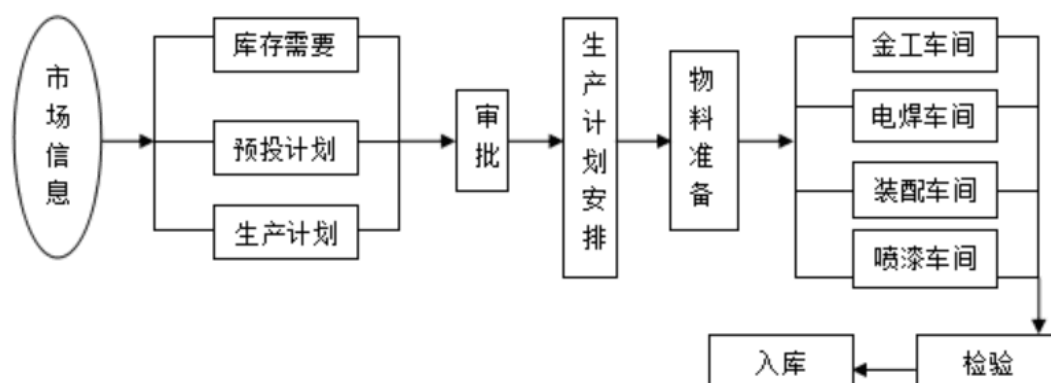 市场信息
库存需要
预投计划
生产计划
审批
生产计划安排
物料准备
金工车间
电焊车间
装配车间
喷漆车间
检验
入库